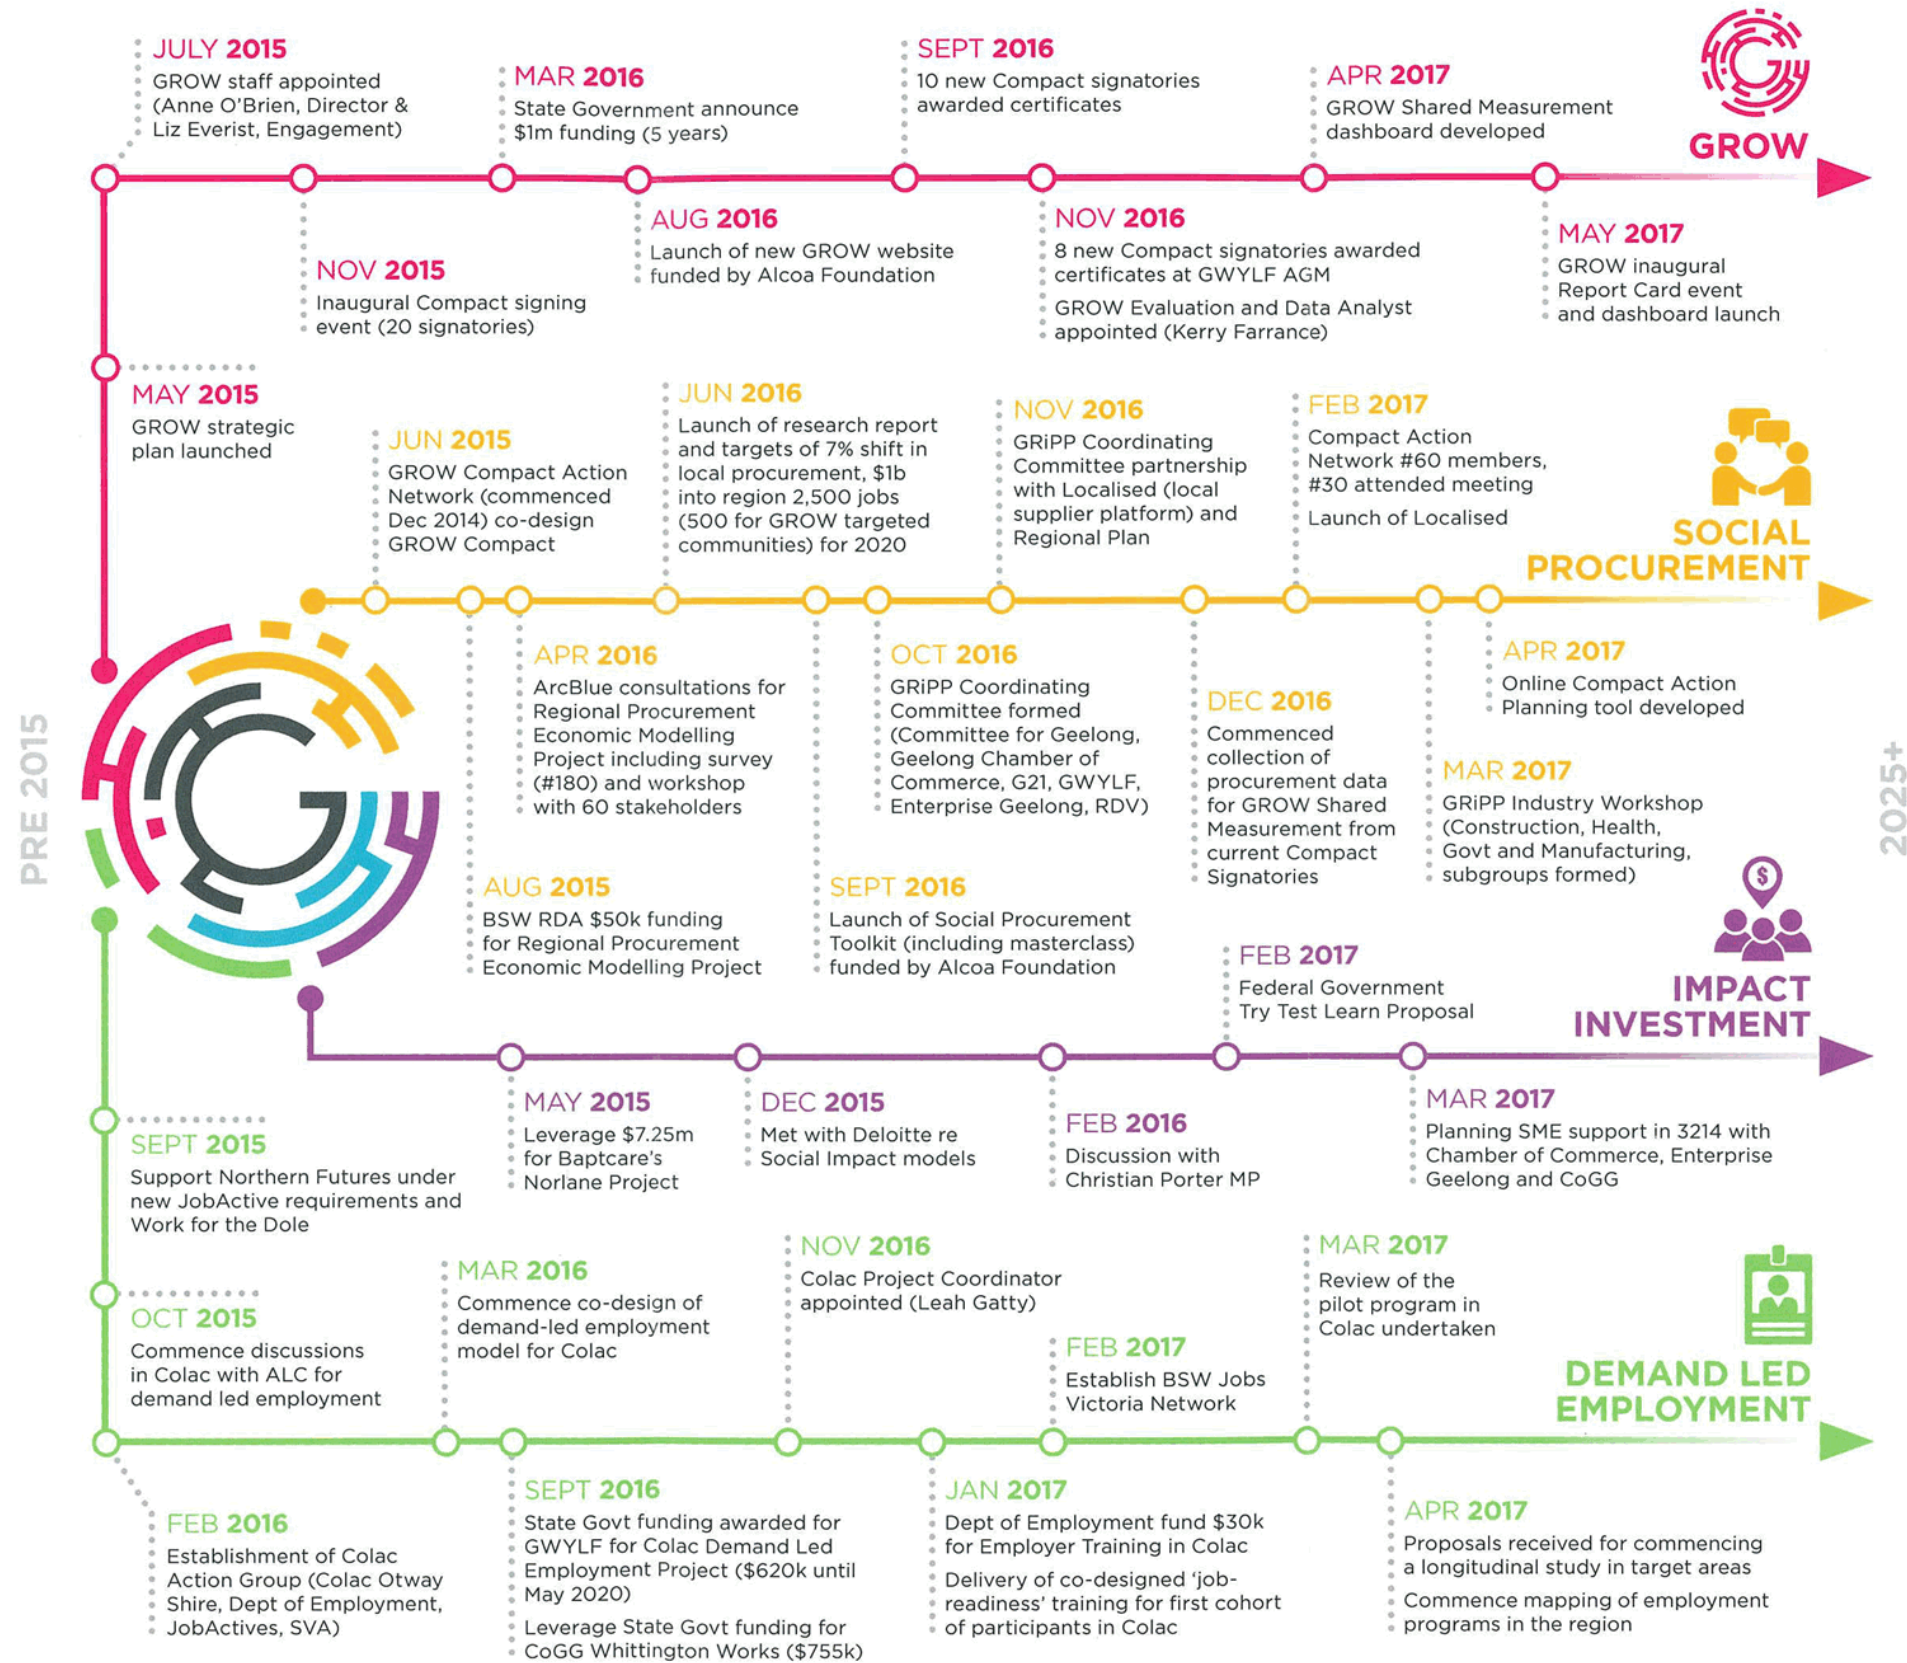 JULY 2015
GROW staff appointed
(Anne O'Brien, Director &
Liz Everist, Engagement)
MAR 2016
State Government announce
$1m funding (5 years)
SEPT 2016
10 new Compact signatories
awarded certificates
APR 2017
GROW Shared Measurement
dashboard developed
GROW
NOV 2015
Inaugural Compact signing
event (20 signatories)
AUG 2016
Launch of new GROW website
funded by Alcoa Foundation
NOV 2016
8 new Compact signatories awarded
certificates at GWYLF AGM
GROW Evaluation and Data Analyst
appointed (Kerry Farrance)
MAY 2017
GROW inaugural
Report Card event
and dashboard launch
MAY 2015
GROW strategic
plan launched
JUN 2015
GROW Compact Action
Network (commenced
Dec 2014) co-design
GROW Compact
JUN 2016
Launch of research report
and targets of 7% shift in
local procurement, $1b
into region 2,500 jobs
(500 for GROW targeted
communities) for 2020
NOV 2016
GRiPP Coordinating
Committee partnership
with Localised (local
supplier platform) and
Regional Plan
FEB 2017
Compact Action
Network #60 members,
#30 attended meeting
Launch of Localised
SOCIAL
PROCUREMENT
APR 2016
ArcBlue consultations for
Regional Procurement
Economic Modelling
Project including survey
(#180) and workshop
with 60 stakeholders
OCT 2016
GRiPP Coordinating
Committee formed
(Committee for Geelong,
Geelong Chamber of
Commerce, G21, GWYLF,
Enterprise Geelong, RDV)
DEC 2016
Commenced
collection of
procurement data
for GROW Shared
Measurement from
current Compact
Signatories
APR 2017
Online Compact Action
Planning tool developed
MAR 2017
GRiPP Industry Workshop
(Construction, Health,
Govt and Manufacturing,
subgroups formed)
PRE 2015
2025+
AUG 2015
BSW RDA $50k funding
for Regional Procurement
Economic Modelling Project
SEPT 2016
Launch of Social Procurement
Toolkit (including masterclass)
funded by Alcoa Foundation
FEB 2017
Federal Government
Try Test Learn Proposal
$
IMPACT
INVESTMENT
MAY 2015
Leverage $7.25m
for Baptcare's
Norlane Project
DEC 2015
Met with Deloitte re
Social Impact models
FEB 2016
Discussion with
Christian Porter MP
MAR 2017
Planning SME support in 3214 with
Chamber of Commerce, Enterprise
Geelong and CoGG
SEPT 2015
Support Northern Futures under
new JobActive requirements and
Work for the Dole
OCT 2015
Commence discussions
in Colac with ALC for
demand led employment
MAR 2016
Commence co-design of
demand-led employment
model for Colac
NOV 2016
Colac Project Coordinator
appointed (Leah Gatty)
FEB 2017
Establish BSW Jobs
Victoria Network
MAR 2017
Review of the
pilot program in
Colac undertaken
DEMAND LED
EMPLOYMENT
FEB 2016
Establishment of Colac
Action Group (Colac Otway
Shire, Dept of Employment,
JobActives, SVA)
SEPT 2016
State Govt funding awarded for
GWYLF for Colac Demand Led
Employment Project ($620k until
May 2020)
Leverage State Govt funding for
CoGG Whittington Works ($755k)
JAN 2017
Dept of Employment fund $30k
for Employer Training in Colac
Delivery of co-designed ‘job-
readiness’ training for first cohort
of participants in Colac
APR 2017
Proposals received for commencing
a longitudinal study in target areas
Commence mapping of employment
programs in the region